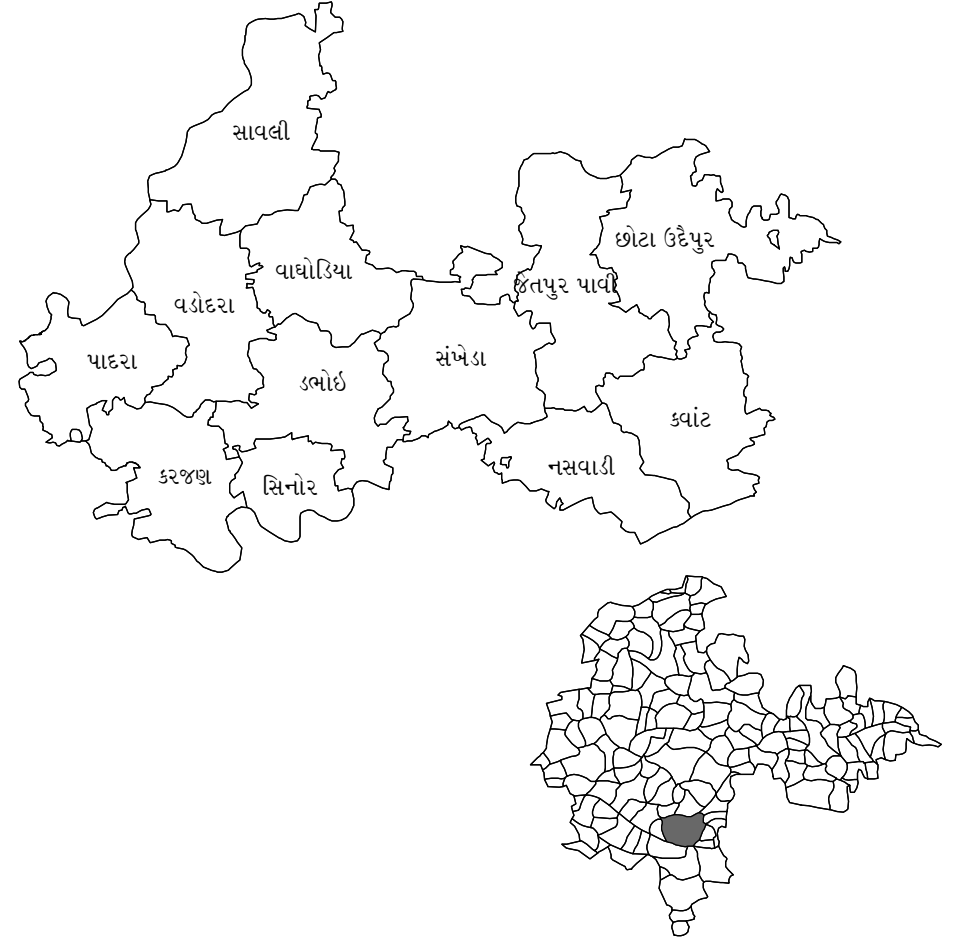 સાવલી
છોટા ઉદૈપુર
વાઘોડિયા
જેતપુર પાવી
વડોદરા
સંખેડા
પાદરા
ડભોઇ
કવાંટ
નસવાડી
કરજણ
સિનોર